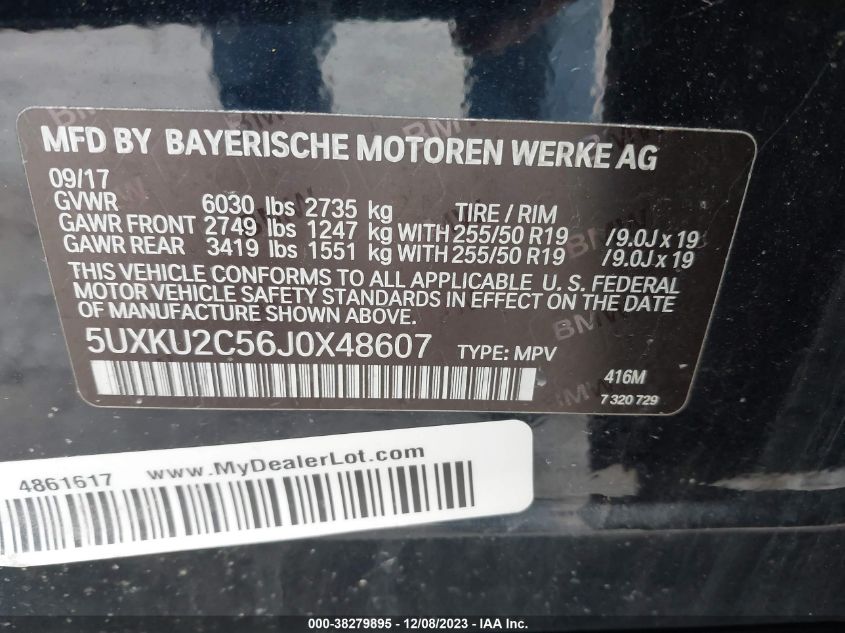 MFD BY BAYERISCHE MOTOREN WERKE AG
09/17
GVWR 6030 lbs 2735 kg TIRE / RIM
GAWR FRONT 2749 lbs 1247 kg WITH 255/50 R19 /9.0J x 19
GAWR REAR 3419 lbs 1551 kg WITH 255/50 R19 /9.0J x 19
THIS VEHICLE CONFORMS TO ALL APPLICABLE U. S. FEDERAL
MOTOR VEHICLE SAFETY STANDARDS IN EFFECT ON THE DATE
OF MANUFACTURE SHOWN ABOVE.
5UXKU2C56J0X48607 TYPE: MPV
416M
7 320 729
4861617 www.MyDealerLot.com
000-38279895 - 12/08/2023 - IAA Inc.